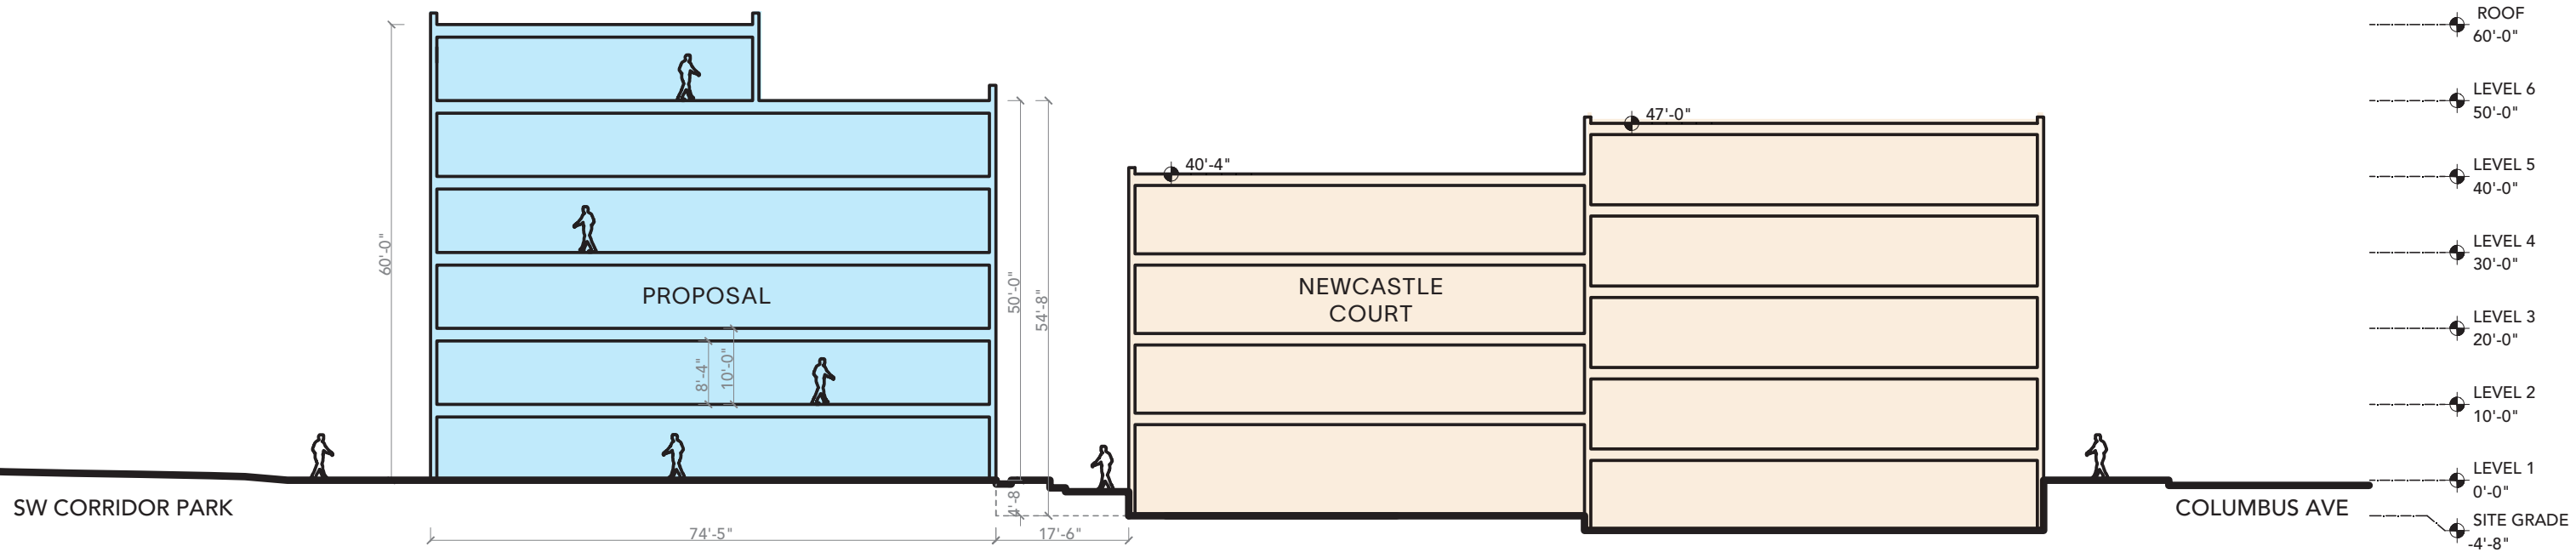 ROOF
60'-0"
LEVEL 6
50'-0"
47'-0"
40'-4"
LEVEL 5
40'-0"
60'-0"
LEVEL 4
30'-0"
50'-0"
54'-8"
PROPOSAL
NEWCASTLE
COURT
LEVEL 3
20'-0"
8'-4"
10'-0"
LEVEL 2
10'-0"
LEVEL 1
0'-0"
SW CORRIDOR PARK
4'-8
COLUMBUS AVE
SITE GRADE
-4'-8"
74'-5"
17'-6"